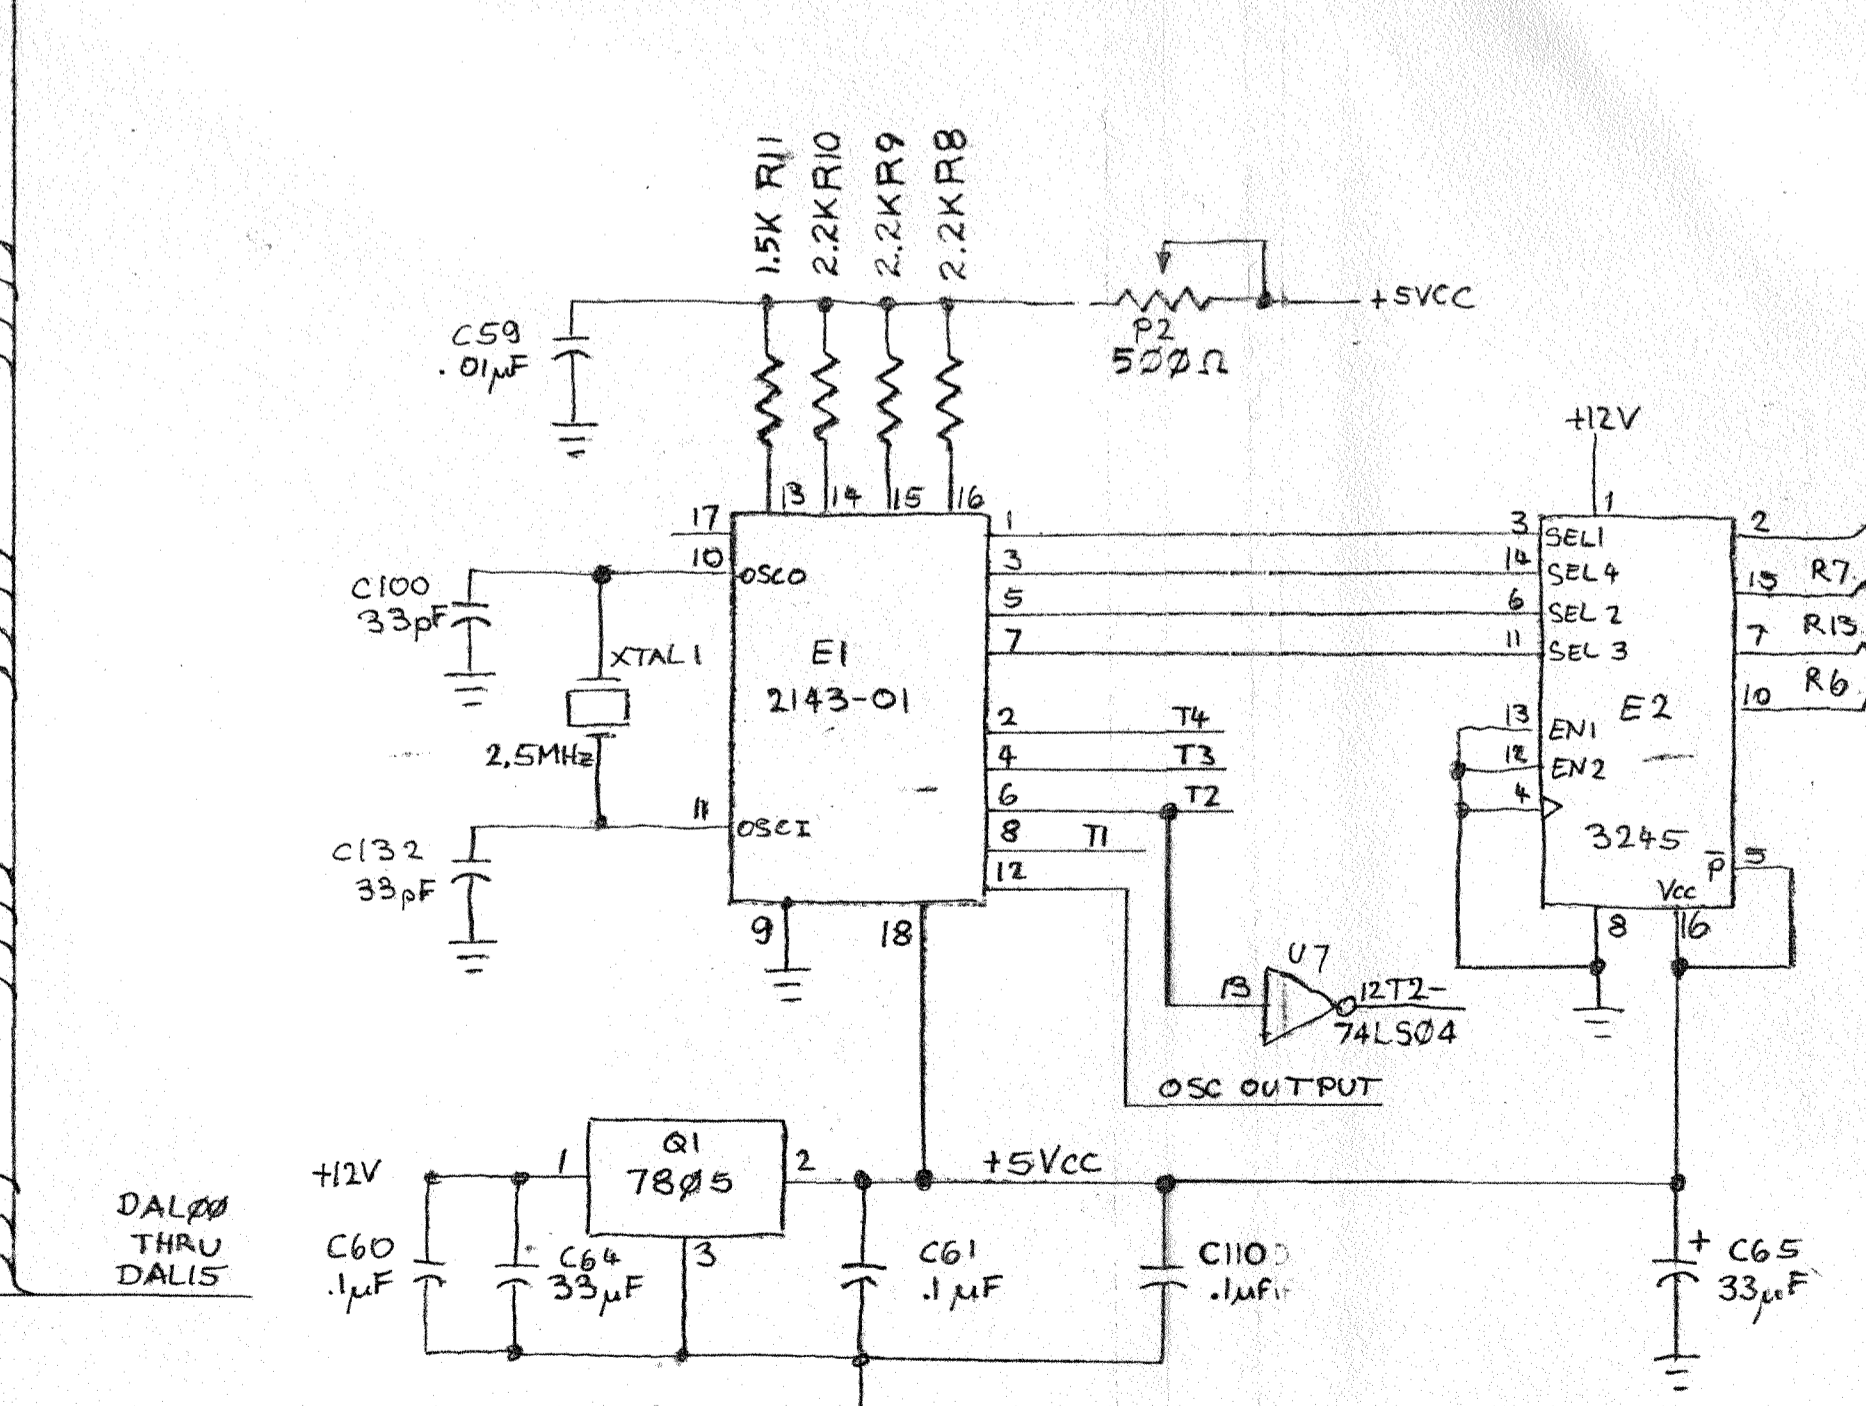 1.5K R11
2.2K R10
2.2K R9
2.2K R8
C59
.01µF
P2
500Ω
+5VCC
+12V
13 14 15 16
17
10
OSCO
C100
33pF
XTAL1
2.5MHz
11
OSCI
C132
33pF
E1
2143-01
1
3
5
7
2 T4
4 T3
6 T2
8 T1
12
9
18
1
3 SEL1
14 SEL4
6 SEL2
11 SEL3
13 EN1
12 EN2
4
E2
3245
P̅ 5
Vcc
8
16
2
15 R7
7 R13
10 R6
U7
13
12 T2-
74LS04
OSC OUTPUT
+12V
1
Q1
7805
2
3
+5VCC
C60
.1µF
C64
33µF
C61
.1µF
C110
.1µF
+ C65
33µF
DAL00
THRU
DAL15